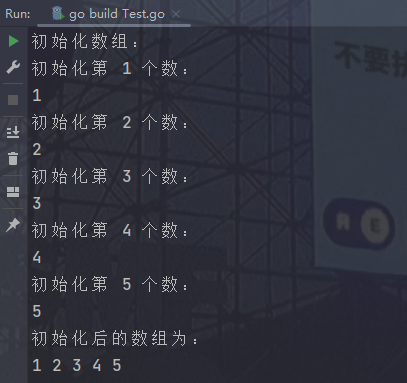 Run: go build Test.go
初始化数组：
初始化第 1 个数：
1
初始化第 2 个数：
2
初始化第 3 个数：
3
初始化第 4 个数：
4
初始化第 5 个数：
5
初始化后的数组为：
1 2 3 4 5
不要
E